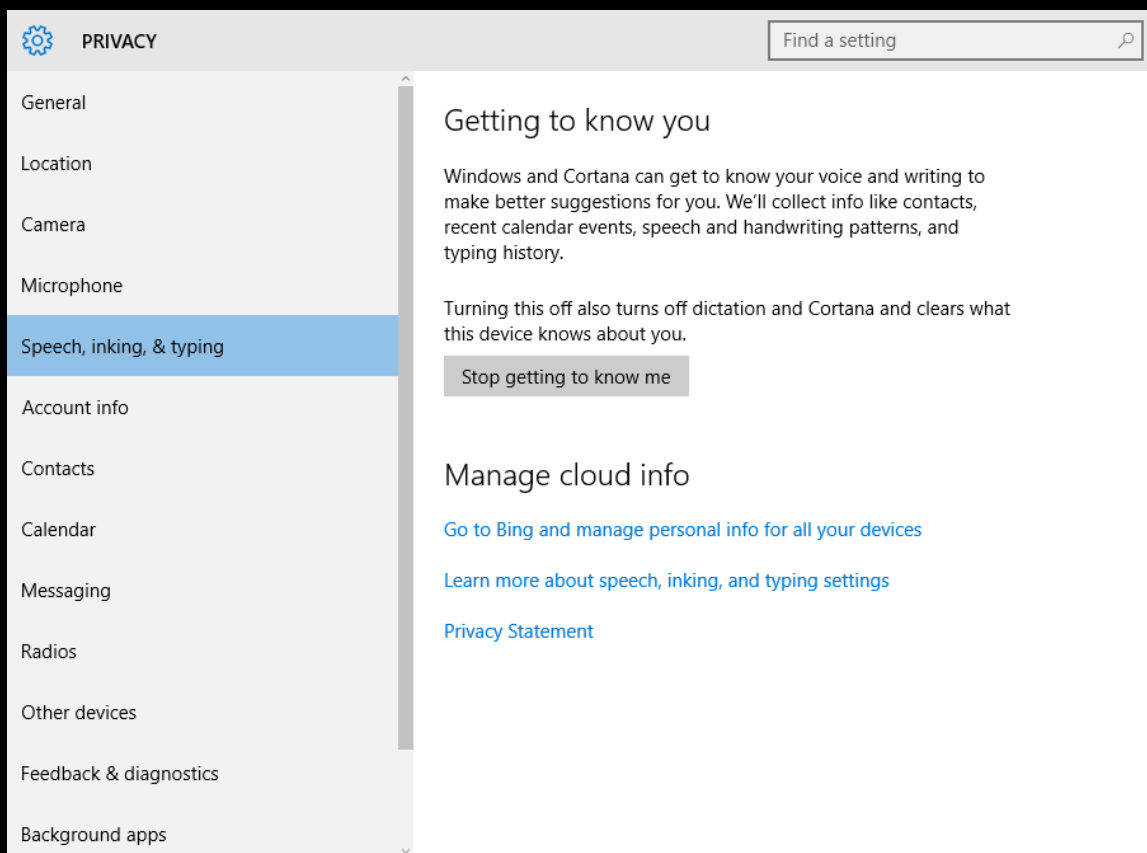 PRIVACY
Find a setting
General
Location
Camera
Microphone
Speech, inking, & typing
Account info
Contacts
Calendar
Messaging
Radios
Other devices
Feedback & diagnostics
Background apps
Getting to know you
Windows and Cortana can get to know your voice and writing to
make better suggestions for you. We'll collect info like contacts,
recent calendar events, speech and handwriting patterns, and
typing history.
Turning this off also turns off dictation and Cortana and clears what
this device knows about you.
Stop getting to know me
Manage cloud info
Go to Bing and manage personal info for all your devices
Learn more about speech, inking, and typing settings
Privacy Statement